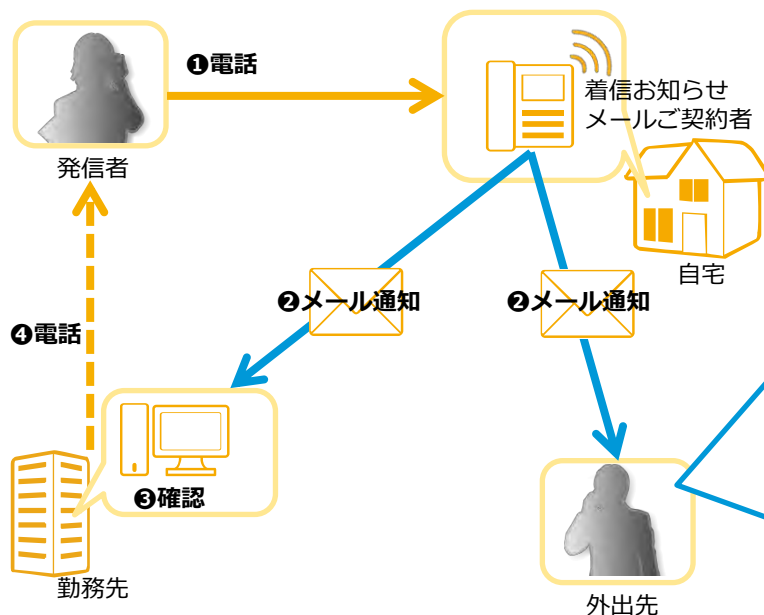 ❶電話
着信お知らせ
メールご契約者
発信者
自宅
❷メール通知
❷メール通知
❹電話
❸確認
勤務先
外出先